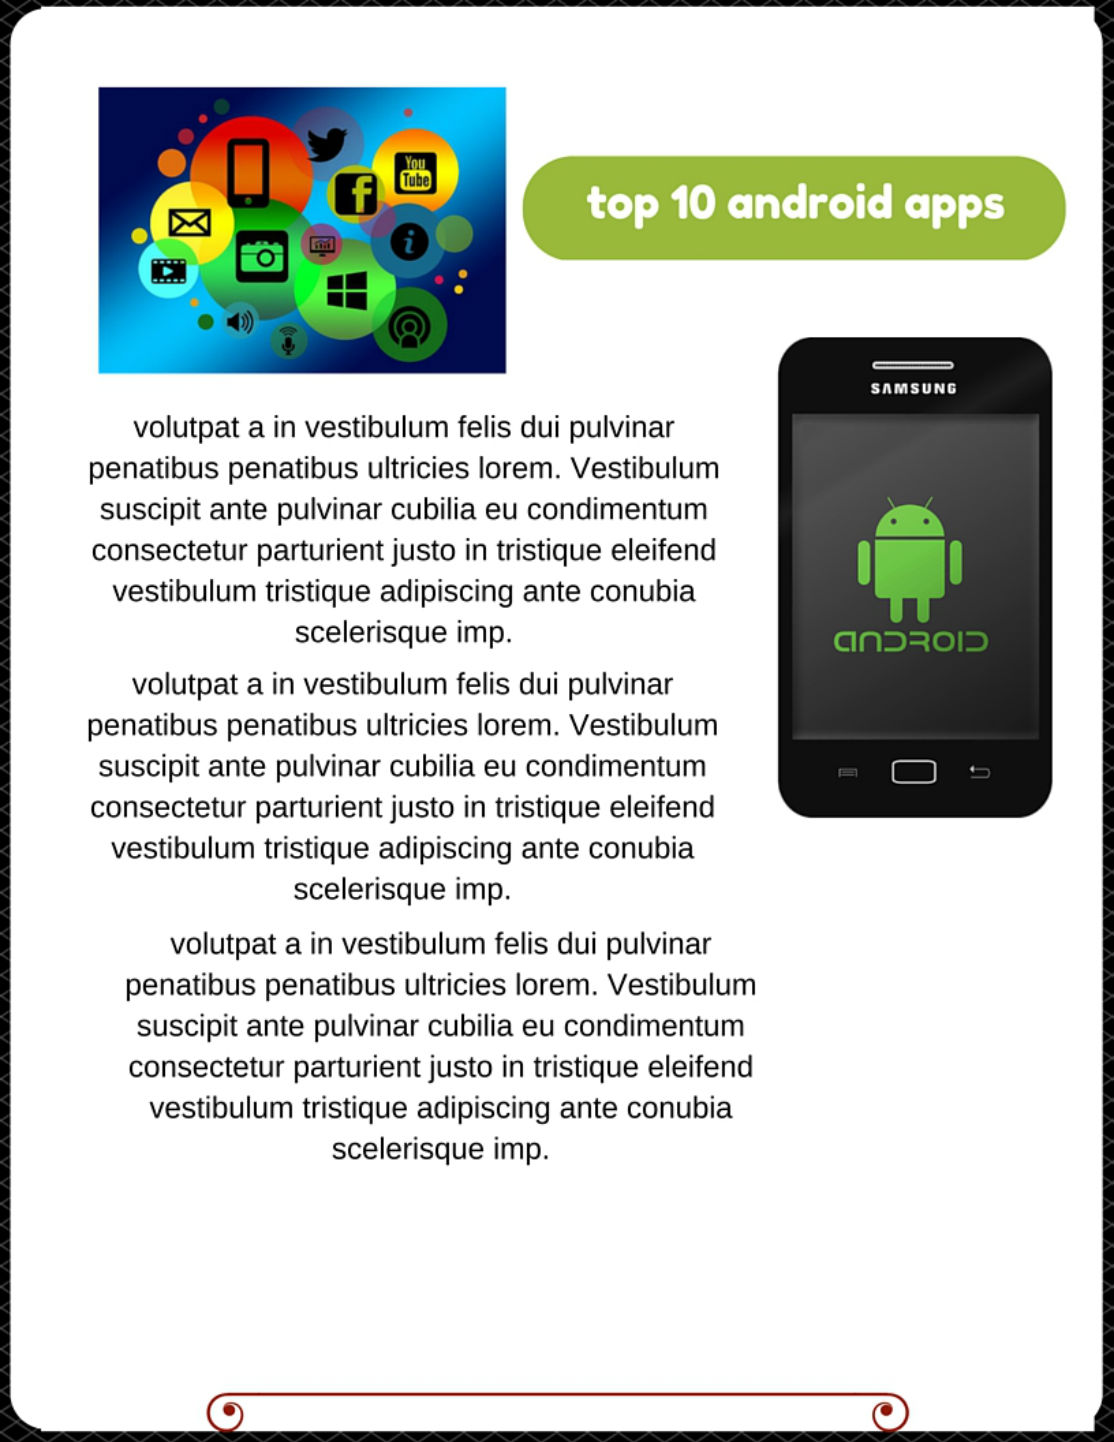 You
Tube
top 10 android apps
SAMSUNG
ANDROID
volutpat a in vestibulum felis dui pulvinar
penatibus penatibus ultricies lorem. Vestibulum
suscipit ante pulvinar cubilia eu condimentum
consectetur parturient justo in tristique eleifend
vestibulum tristique adipiscing ante conubia
scelerisque imp.
volutpat a in vestibulum felis dui pulvinar
penatibus penatibus ultricies lorem. Vestibulum
suscipit ante pulvinar cubilia eu condimentum
consectetur parturient justo in tristique eleifend
vestibulum tristique adipiscing ante conubia
scelerisque imp.
volutpat a in vestibulum felis dui pulvinar
penatibus penatibus ultricies lorem. Vestibulum
suscipit ante pulvinar cubilia eu condimentum
consectetur parturient justo in tristique eleifend
vestibulum tristique adipiscing ante conubia
scelerisque imp.